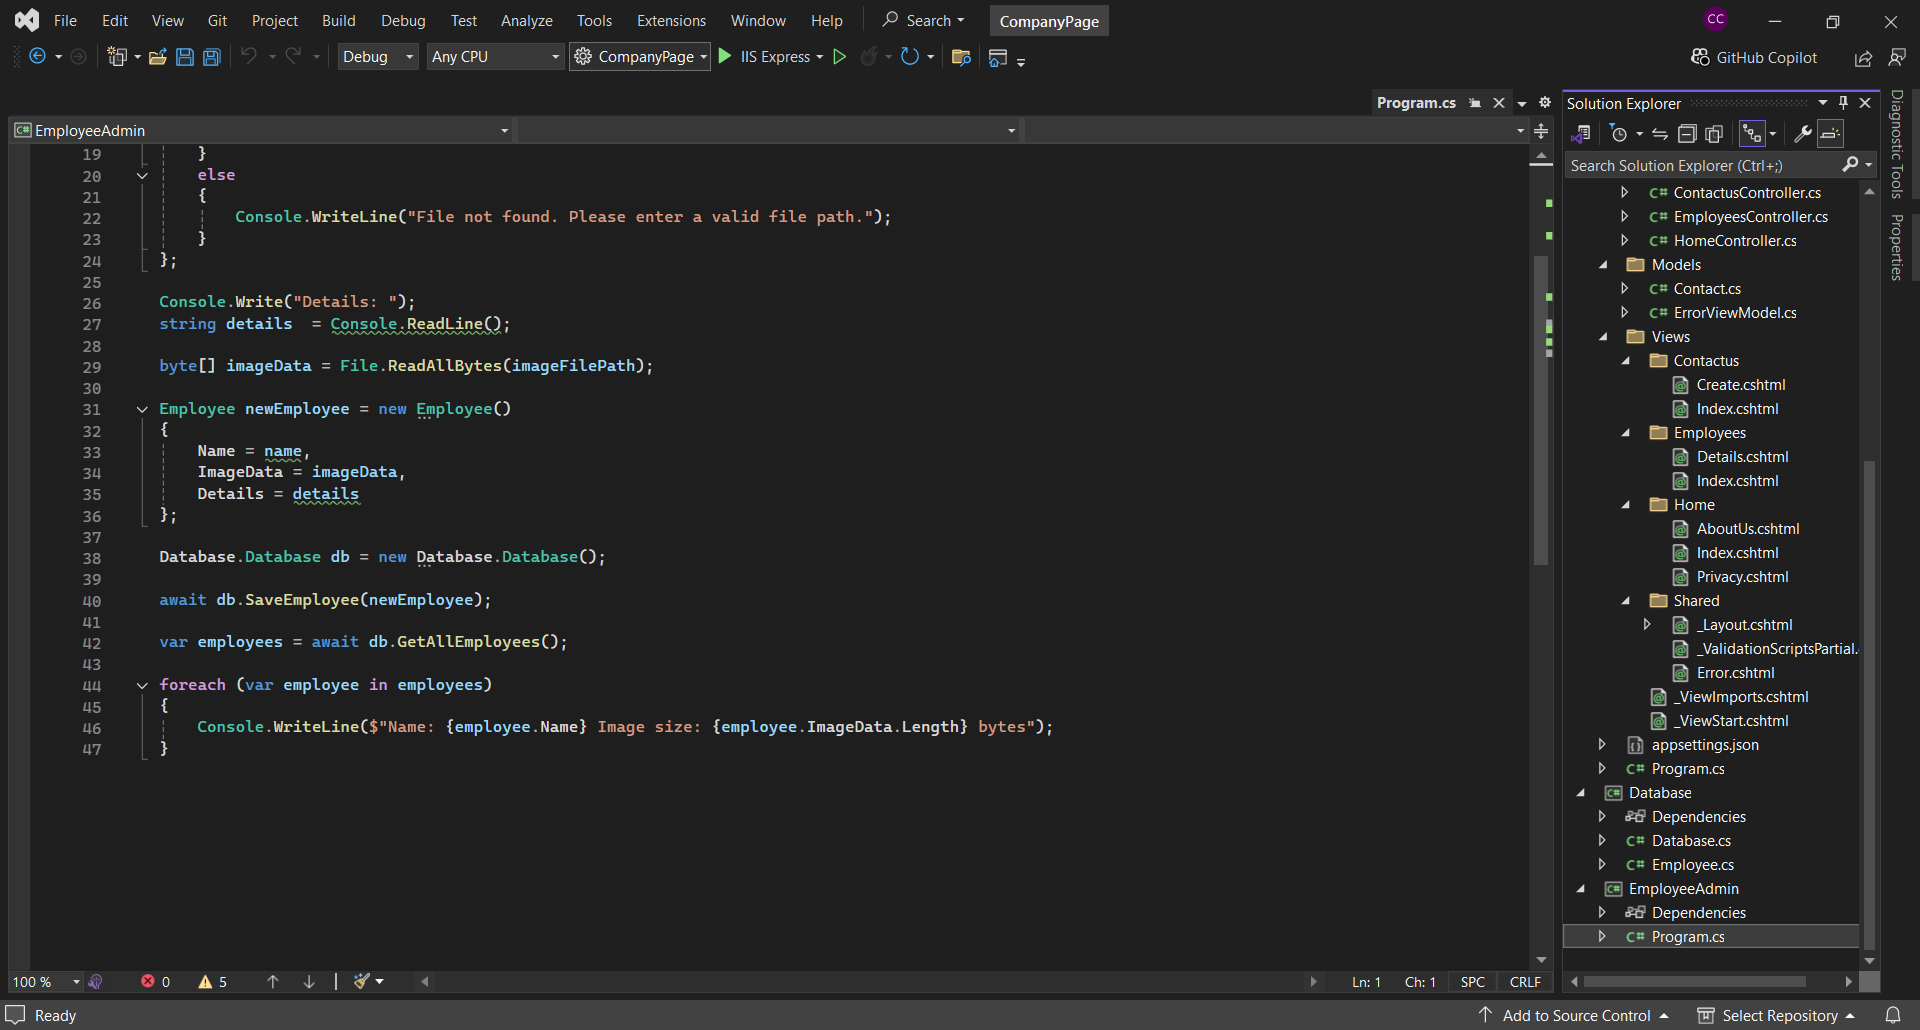 File Edit View Git Project Build Debug Test Analyze Tools Extensions Window Help Search CompanyPage CC
Debug Any CPU CompanyPage IIS Express GitHub Copilot
Program.cs
C# EmployeeAdmin
19 }
20 else
21 {
22 Console.WriteLine("File not found. Please enter a valid file path.");
23 }
24 };
25
26 Console.Write("Details: ");
27 string details  = Console.ReadLine();
28
29 byte[] imageData = File.ReadAllBytes(imageFilePath);
30
31 Employee newEmployee = new Employee()
32 {
33 Name = name,
34 ImageData = imageData,
35 Details = details
36 };
37
38 Database.Database db = new Database.Database();
39
40 await db.SaveEmployee(newEmployee);
41
42 var employees = await db.GetAllEmployees();
43
44 foreach (var employee in employees)
45 {
46 Console.WriteLine($"Name: {employee.Name} Image size: {employee.ImageData.Length} bytes");
47 }
100 % 0 5 Ln: 1 Ch: 1 SPC CRLF
Solution Explorer
Search Solution Explorer (Ctrl+;)
C# ContactusController.cs
C# EmployeesController.cs
C# HomeController.cs
Models
C# Contact.cs
C# ErrorViewModel.cs
Views
Contactus
Create.cshtml
Index.cshtml
Employees
Details.cshtml
Index.cshtml
Home
AboutUs.cshtml
Index.cshtml
Privacy.cshtml
Shared
_Layout.cshtml
_ValidationScriptsPartial.
Error.cshtml
_ViewImports.cshtml
_ViewStart.cshtml
appsettings.json
C# Program.cs
C# Database
Dependencies
C# Database.cs
C# Employee.cs
C# EmployeeAdmin
Dependencies
C# Program.cs
Diagnostic Tools
Properties
Ready Add to Source Control Select Repository